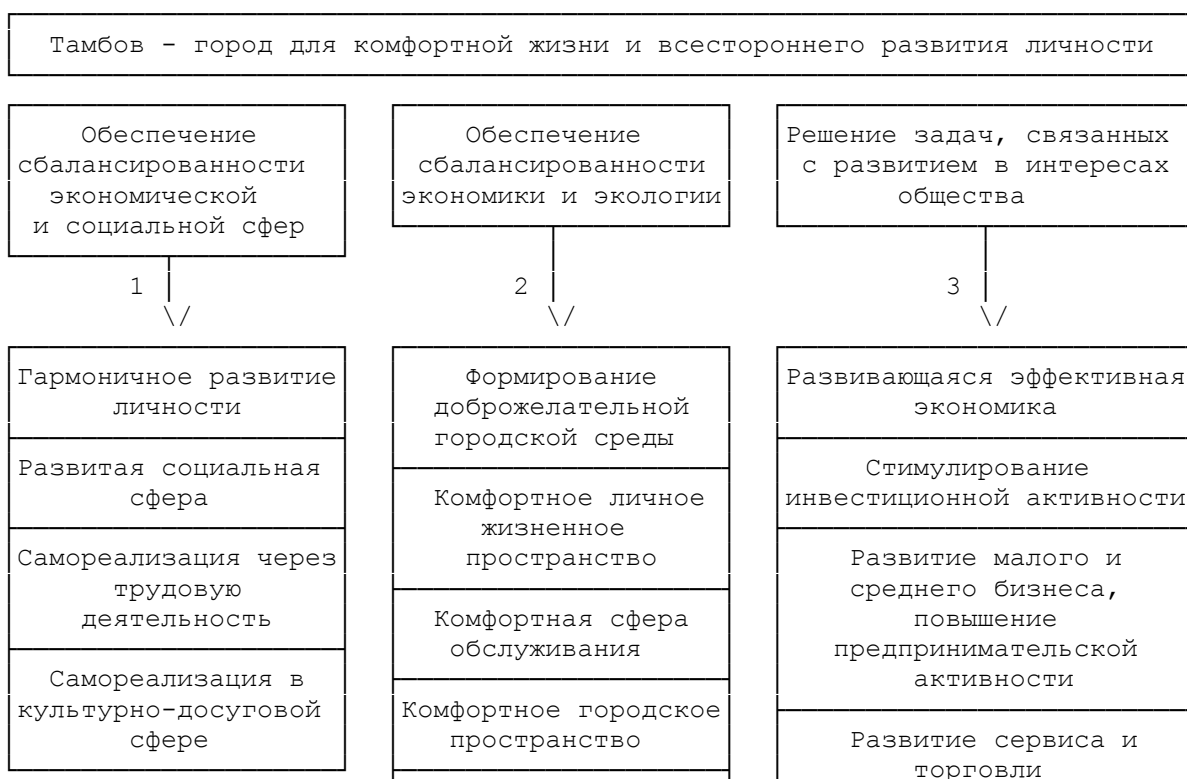 Тамбов - город для комфортной жизни и всестороннего развития личности
Обеспечение
сбалансированности
экономической
и социальной сфер
Обеспечение
сбалансированности
экономики и экологии
Решение задач, связанных
с развитием в интересах
общества
1
2
3
\/
\/
\/
Гармоничное развитие
личности
Развитая социальная
сфера
Самореализация через
трудовую
деятельность
Самореализация в
культурно-досуговой
сфере
Формирование
доброжелательной
городской среды
Комфортное личное
жизненное
пространство
Комфортная сфера
обслуживания
Комфортное городское
пространство
Развивающаяся эффективная
экономика
Стимулирование
инвестиционной активности
Развитие малого и
среднего бизнеса,
повышение
предпринимательской
активности
Развитие сервиса и
торговли